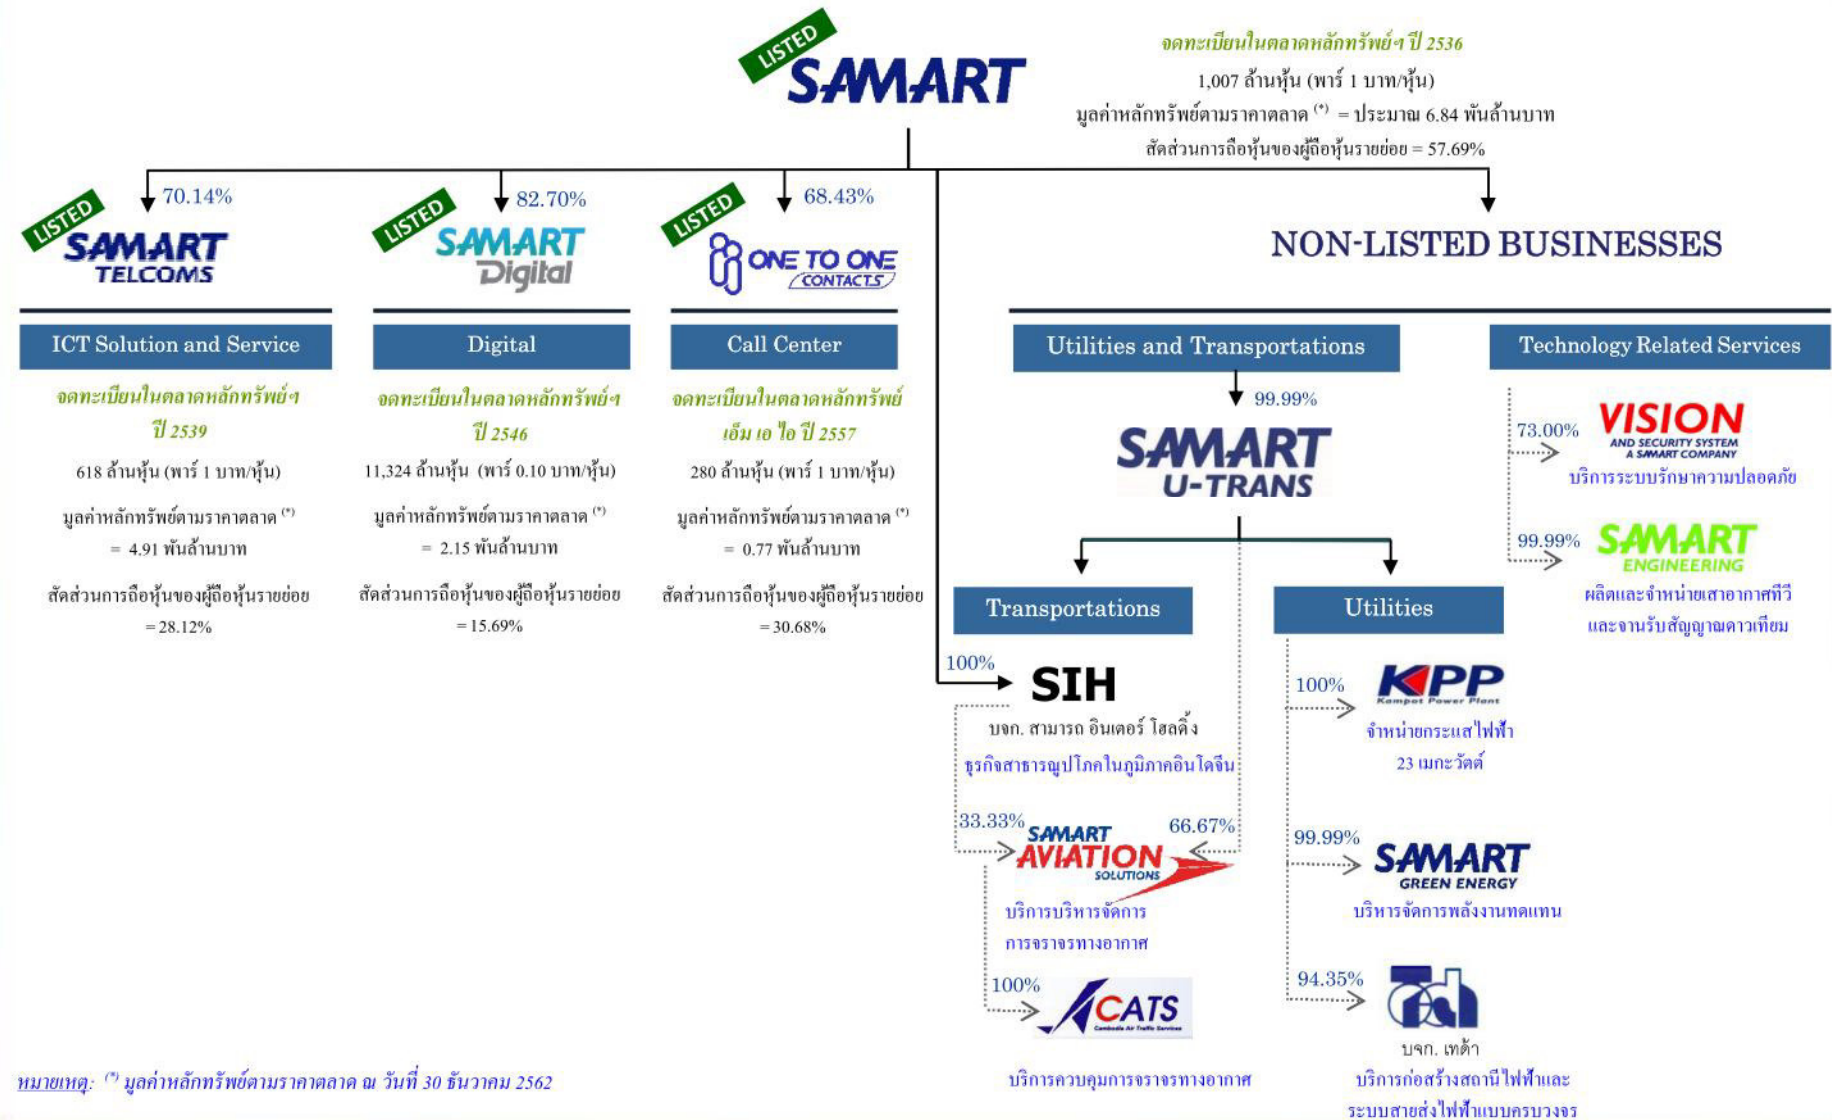 LISTED
SAMART
จดทะเบียนในตลาดหลักทรัพย์ฯ ปี 2536
1,007 ล้านหุ้น (พาร์ 1 บาท/หุ้น)
มูลค่าหลักทรัพย์ตามราคาตลาด (*) = ประมาณ 6.84 พันล้านบาท
สัดส่วนการถือหุ้นของผู้ถือหุ้นรายย่อย = 57.69%
70.14%
LISTED
SAMART
TELCOMS
ICT Solution and Service
จดทะเบียนในตลาดหลักทรัพย์ฯ
ปี 2539
618 ล้านหุ้น (พาร์ 1 บาท/หุ้น)
มูลค่าหลักทรัพย์ตามราคาตลาด (*)
= 4.91 พันล้านบาท
สัดส่วนการถือหุ้นของผู้ถือหุ้นรายย่อย
=28.12%
82.70%
LISTED
SAMART
Digital
Digital
จดทะเบียนในตลาดหลักทรัพย์ฯ
ปี 2546
11,324 ล้านหุ้น (พาร์ 0.10 บาท/หุ้น)
มูลค่าหลักทรัพย์ตามราคาตลาด (*)
= 2.15 พันล้านบาท
สัดส่วนการถือหุ้นของผู้ถือหุ้นรายย่อย
=15.69%
68.43%
LISTED
ONE TO ONE
CONTACTS
Call Center
จดทะเบียนในตลาดหลักทรัพย์
เอ็ม เอ ไอ ปี 2557
280 ล้านหุ้น (พาร์ 1 บาท/หุ้น)
มูลค่าหลักทรัพย์ตามราคาตลาด (*)
= 0.77 พันล้านบาท
สัดส่วนการถือหุ้นของผู้ถือหุ้นรายย่อย
=30.68%
NON-LISTED BUSINESSES
Utilities and Transportations
99.99%
SAMART
U-TRANS
Transportations
100%
SIH
บจก. สามารถ อินเตอร์ โฮลดิ้ง
ธุรกิจสาธารณูปโภคในภูมิภาคอินโดจีน
33.33%
66.67%
SAMART
AVIATION
SOLUTIONS
บริการบริหารจัดการ
การจราจรทางอากาศ
100%
CATS
Cambodia Air Traffic Services
บริการควบคุมการจราจรทางอากาศ
Utilities
100%
KPP
Kampot Power Plant
จำหน่ายกระแสไฟฟ้า
23 เมกะวัตต์
99.99%
SAMART
GREEN ENERGY
บริหารจัดการพลังงานทดแทน
94.35%
Teda
บจก. เทด้า
บริการก่อสร้างสถานีไฟฟ้าและ
ระบบสายส่งไฟฟ้าแบบครบวงจร
Technology Related Services
73.00%
VISION
AND SECURITY SYSTEM
A SAMART COMPANY
บริการระบบรักษาความปลอดภัย
99.99%
SAMART
ENGINEERING
ผลิตและจำหน่ายเสาอากาศทีวี
และจานรับสัญญาณดาวเทียม
หมายเหตุ: (*) มูลค่าหลักทรัพย์ตามราคาตลาด ณ วันที่ 30 ธันวาคม 2562